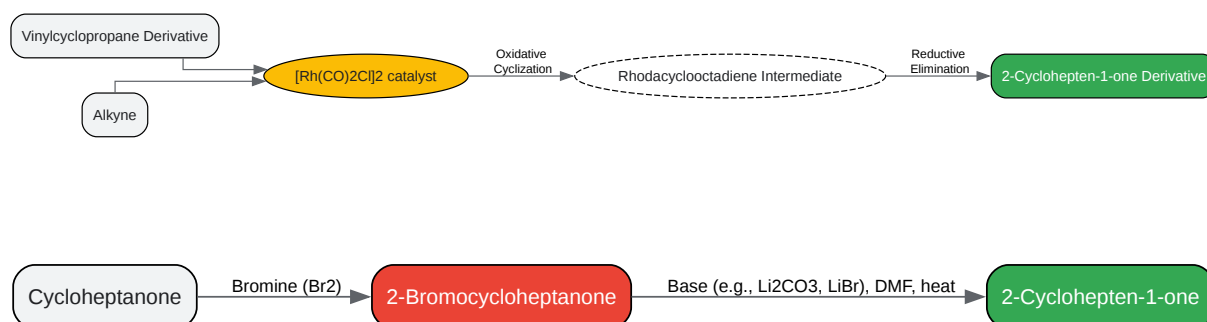 Vinylcyclopropane Derivative
Alkyne
[Rh(CO)2Cl]2 catalyst
Oxidative
Cyclization
Rhodacyclooctadiene Intermediate
Reductive
Elimination
2-Cyclohepten-1-one Derivative
Cycloheptanone
Bromine (Br2)
2-Bromocycloheptanone
Base (e.g., Li2CO3, LiBr), DMF, heat
2-Cyclohepten-1-one